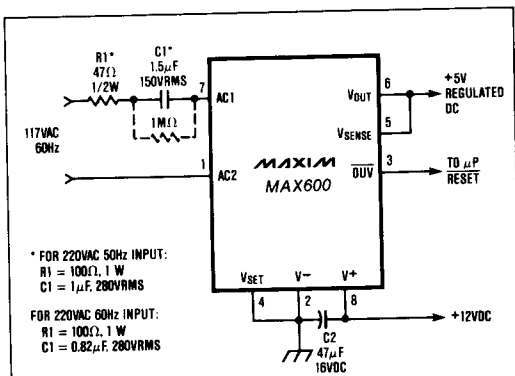 R1*
47Ω
1/2W
C1*
1.5μF
150VRMS
7
AC1
1MΩ
117VAC
60Hz
1
AC2
MAXIM
MAX600
VOUT
6
+5V
REGULATED
DC
VSENSE
5
OUV
3
TO μP
RESET
* FOR 220VAC 50Hz INPUT:
R1 = 100Ω, 1 W
C1 = 1μF, 280VRMS
FOR 220VAC 60Hz INPUT:
R1 = 100Ω, 1 W
C1 = 0.82μF, 280VRMS
VSET
V−
V+
4
2
8
+12VDC
C2
47μF
16VDC